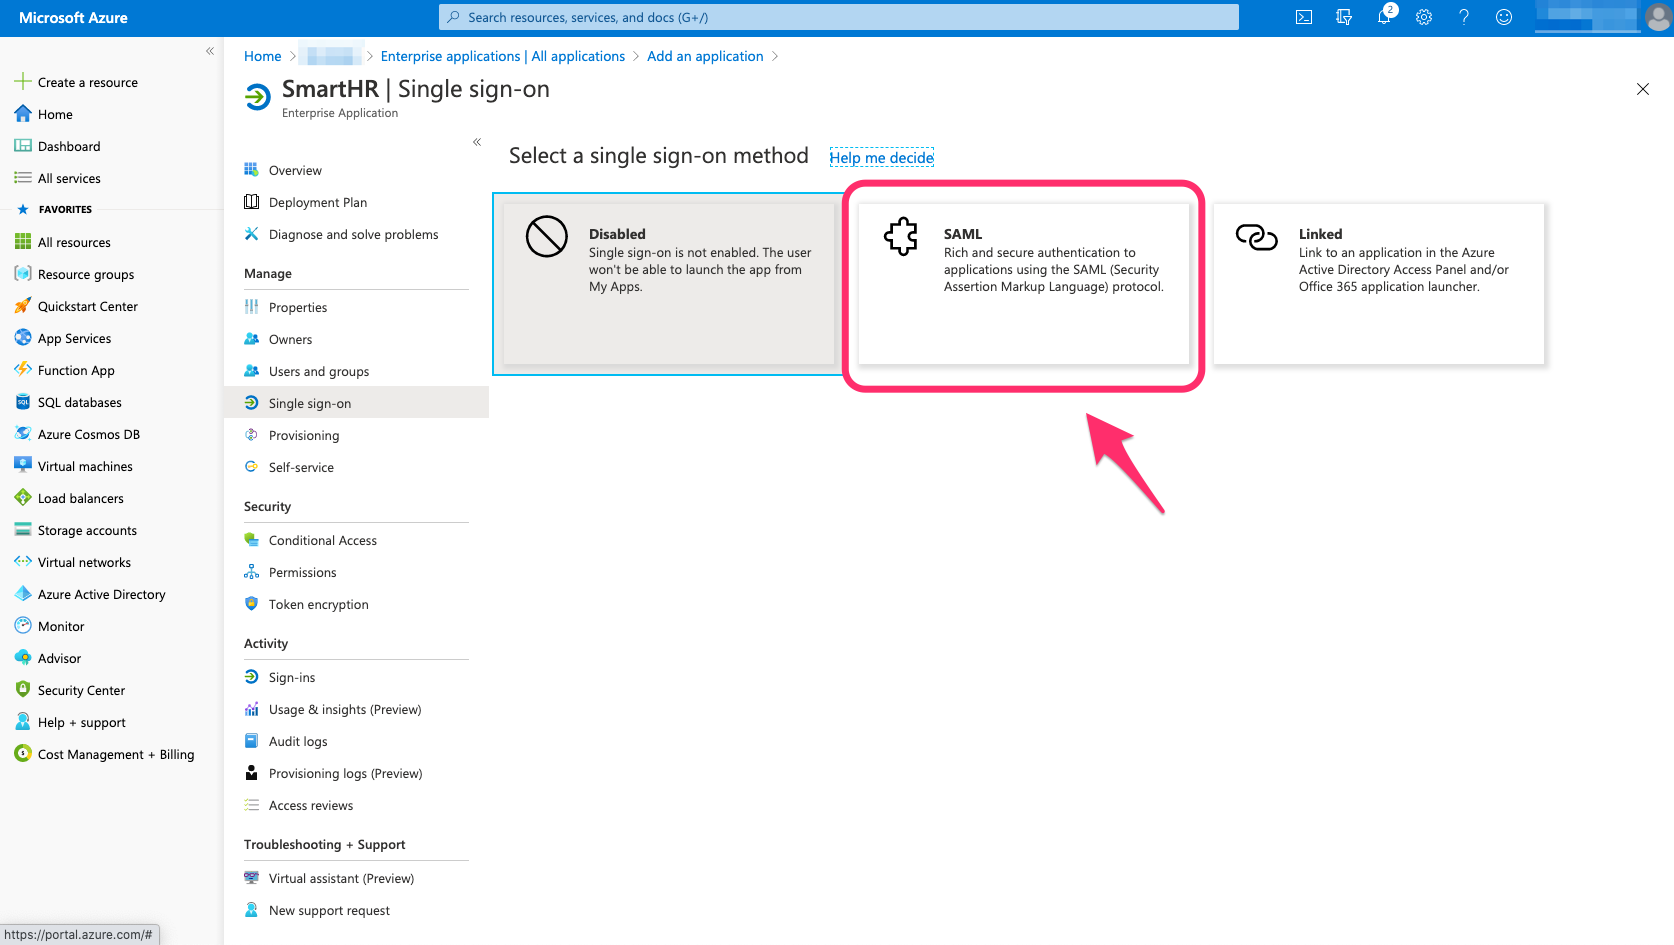 Microsoft Azure
Search resources, services, and docs (G+/)
2
«
Create a resource
Home
Dashboard
All services
FAVORITES
All resources
Resource groups
Quickstart Center
App Services
Function App
SQL databases
Azure Cosmos DB
Virtual machines
Load balancers
Storage accounts
Virtual networks
Azure Active Directory
Monitor
Advisor
Security Center
Help + support
Cost Management + Billing
https://portal.azure.com/#
Home > > Enterprise applications | All applications > Add an application >
SmartHR | Single sign-on
Enterprise Application
«
Overview
Deployment Plan
Diagnose and solve problems
Manage
Properties
Owners
Users and groups
Single sign-on
Provisioning
Self-service
Security
Conditional Access
Permissions
Token encryption
Activity
Sign-ins
Usage & insights (Preview)
Audit logs
Provisioning logs (Preview)
Access reviews
Troubleshooting + Support
Virtual assistant (Preview)
New support request
Select a single sign-on method Help me decide
Disabled
Single sign-on is not enabled. The user
won't be able to launch the app from
My Apps.
SAML
Rich and secure authentication to
applications using the SAML (Security
Assertion Markup Language) protocol.
Linked
Link to an application in the Azure
Active Directory Access Panel and/or
Office 365 application launcher.